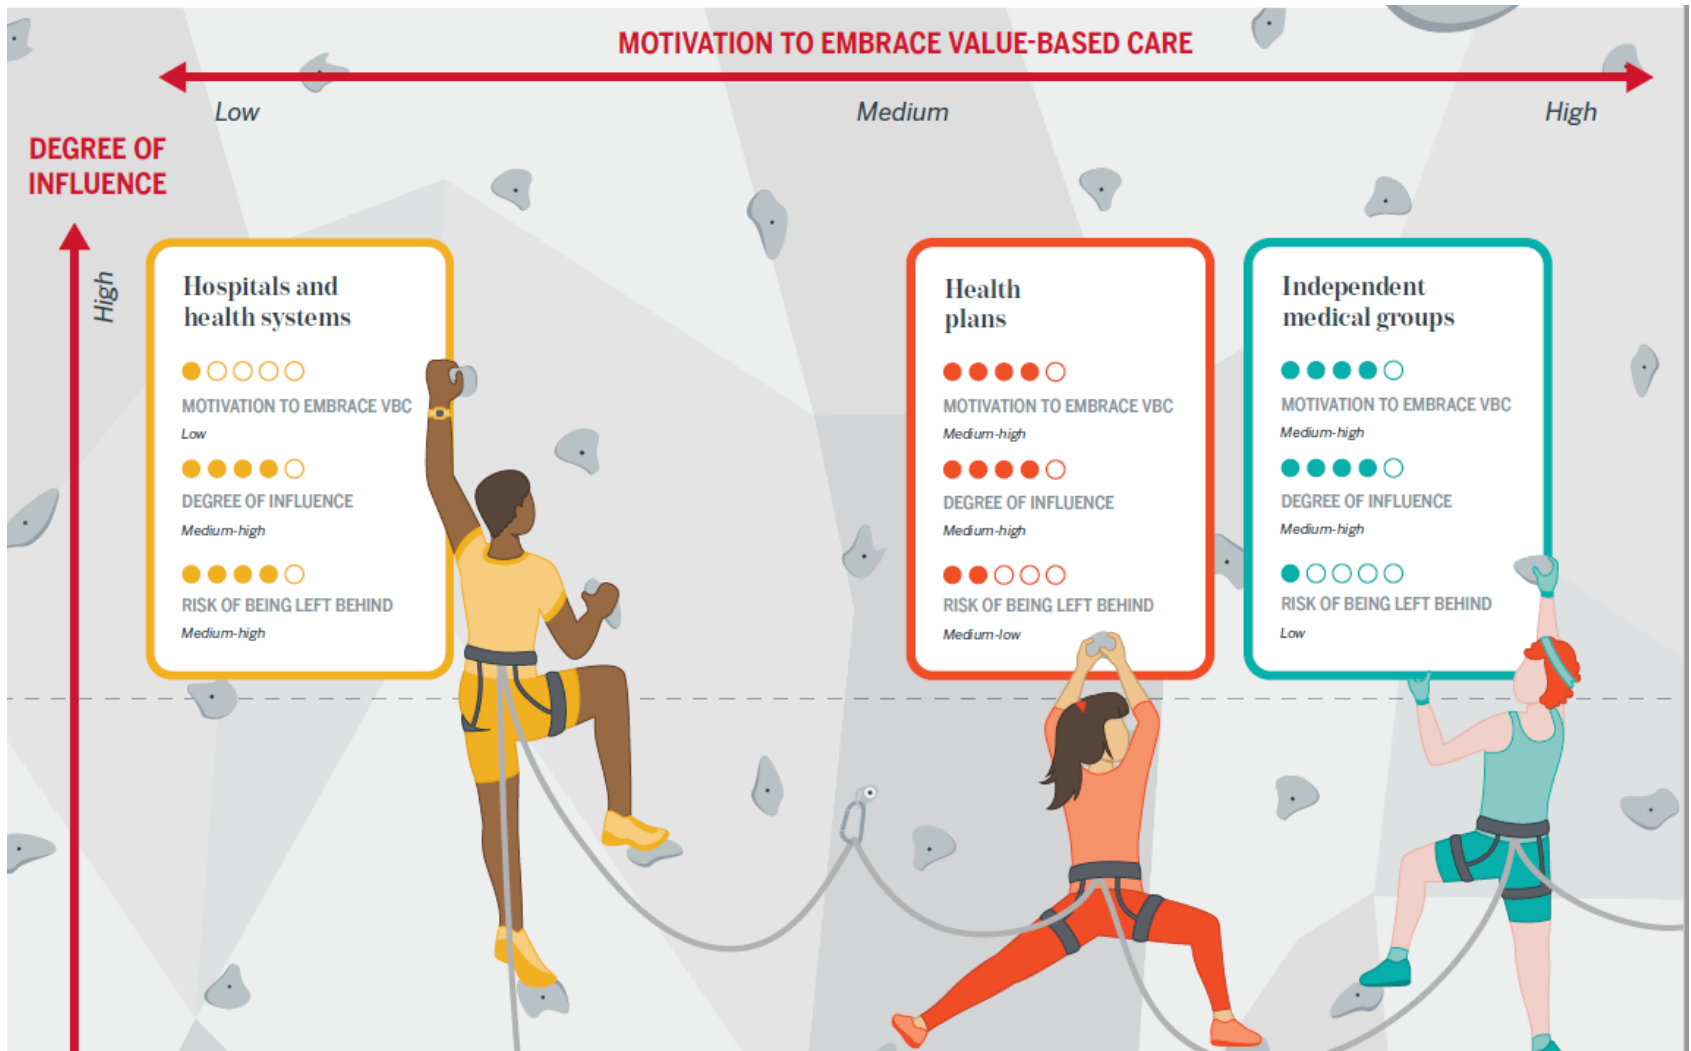 MOTIVATION TO EMBRACE VALUE-BASED CARE
Low
Medium
High
DEGREE OF
INFLUENCE
High
Hospitals and
health systems
MOTIVATION TO EMBRACE VBC
Low
DEGREE OF INFLUENCE
Medium-high
RISK OF BEING LEFT BEHIND
Medium-high
Health
plans
MOTIVATION TO EMBRACE VBC
Medium-high
DEGREE OF INFLUENCE
Medium-high
RISK OF BEING LEFT BEHIND
Medium-low
Independent
medical groups
MOTIVATION TO EMBRACE VBC
Medium-high
DEGREE OF INFLUENCE
Medium-high
RISK OF BEING LEFT BEHIND
Low